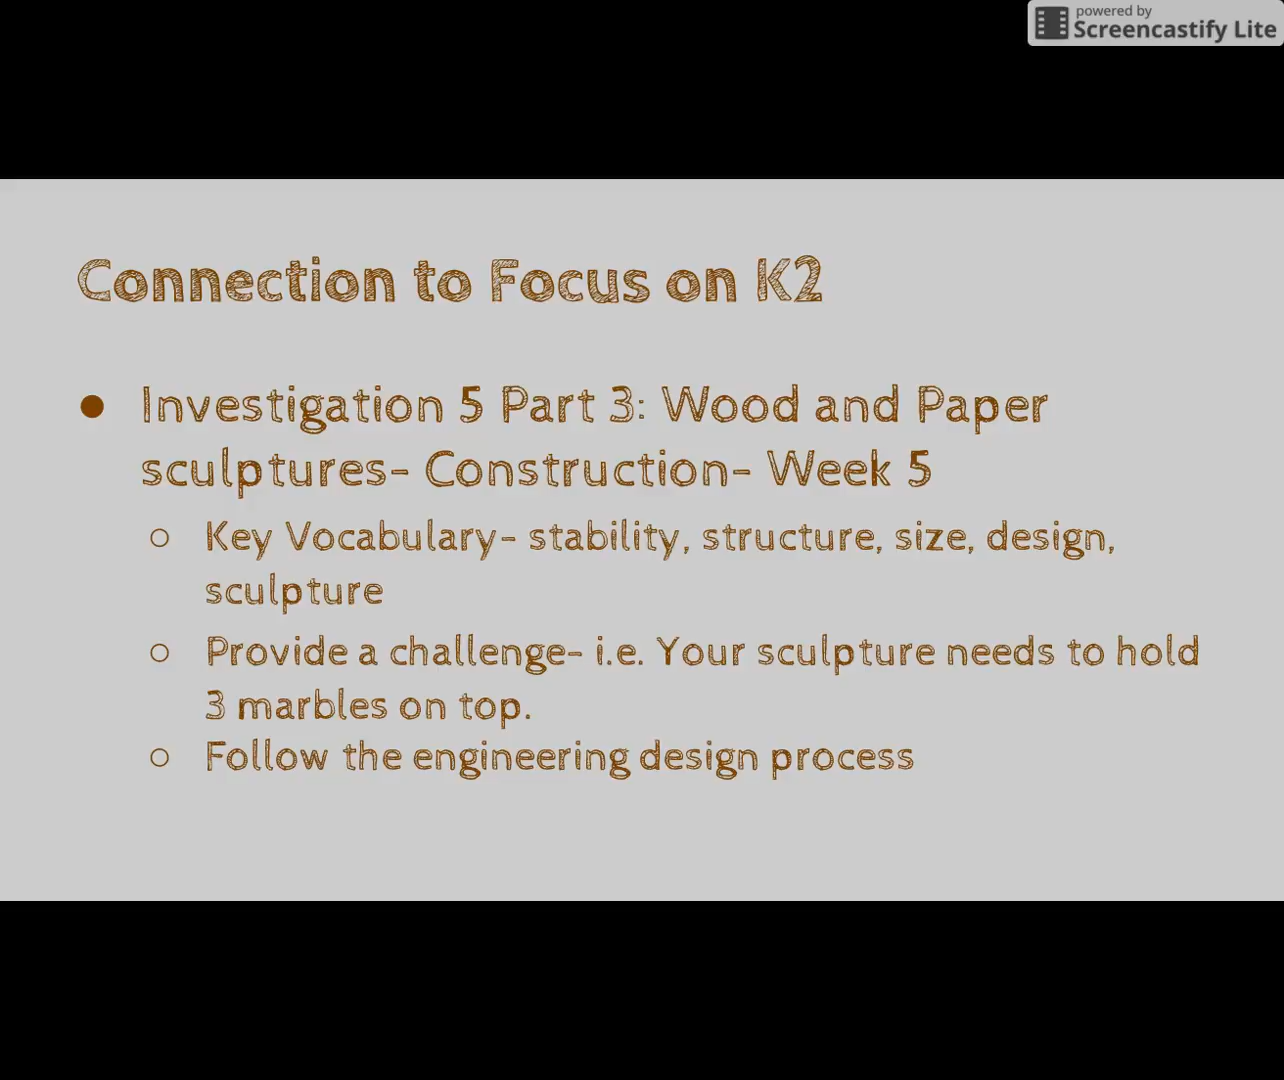 powered by
Screencastify Lite
Connection to Focus on K2
● Investigation 5 Part 3: Wood and Paper
sculptures- Construction- Week 5
○ Key Vocabulary- stability, structure, size, design,
sculpture
○ Provide a challenge- i.e. Your sculpture needs to hold
3 marbles on top.
○ Follow the engineering design process